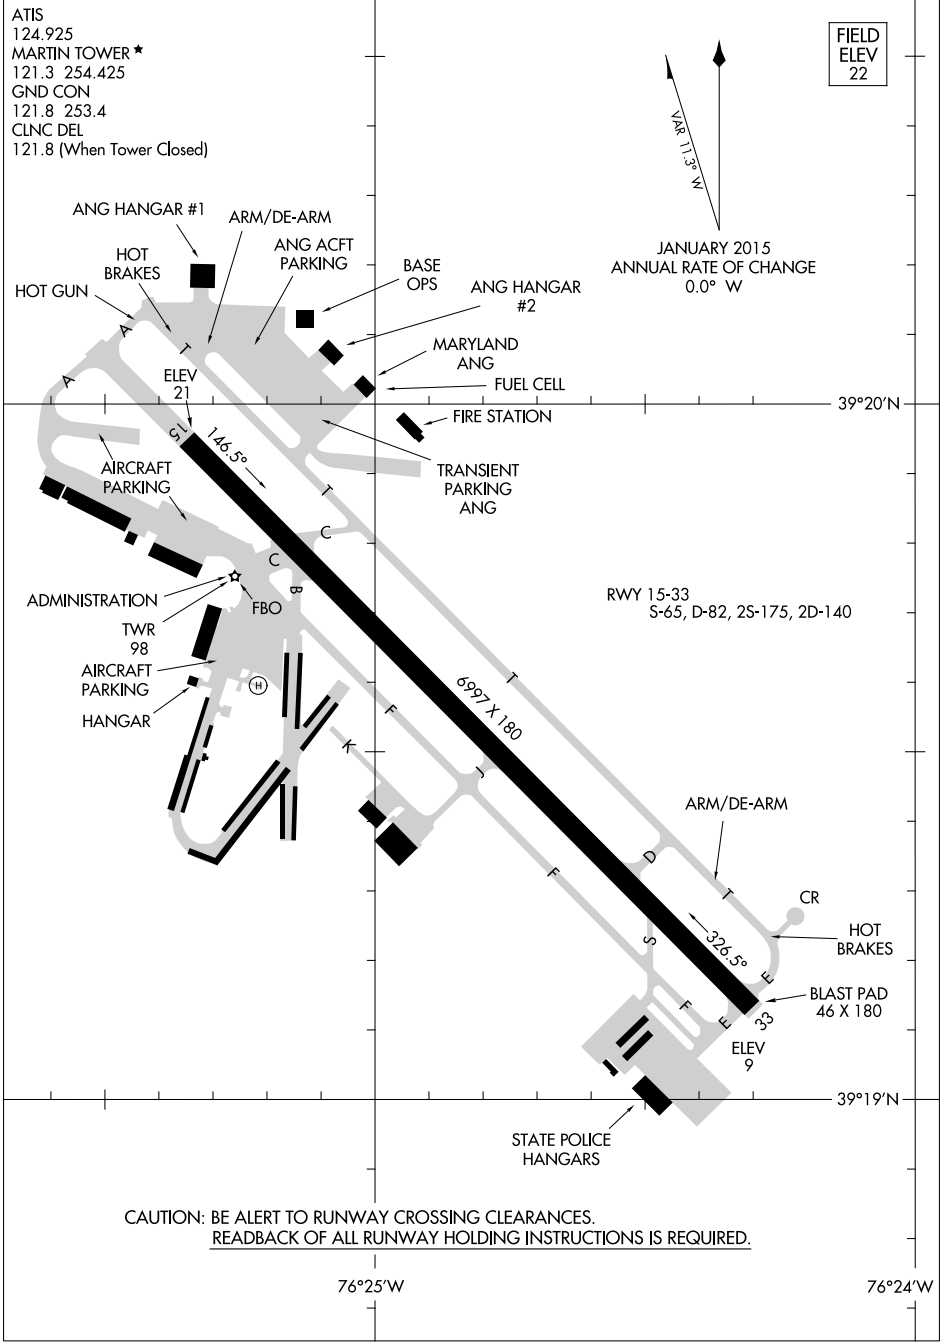 ATIS
124.925
MARTIN TOWER★
121.3 254.425
GND CON
121.8 253.4
CLNC DEL
121.8 (When Tower Closed)
FIELD
ELEV
22
VAR 11.3° W
JANUARY 2015
ANNUAL RATE OF CHANGE
0.0° W
ANG HANGAR #1
ARM/DE-ARM
HOT
BRAKES
ANG ACFT
PARKING
HOT GUN
BASE
OPS
ANG HANGAR
#2
MARYLAND
ANG
FUEL CELL
FIRE STATION
TRANSIENT
PARKING
ANG
A
A
T
ELEV
21
15
146.5°
39°20'N
AIRCRAFT
PARKING
T
C
C
B
ADMINISTRATION
FBO
TWR
98
RWY 15-33
S-65, D-82, 2S-175, 2D-140
AIRCRAFT
PARKING
H
HANGAR
T
6997 X 180
F
K
J
ARM/DE-ARM
D
F
T
CR
S
326.5°
HOT
BRAKES
E
BLAST PAD
46 X 180
F
E
33
ELEV
9
39°19'N
STATE POLICE
HANGARS
CAUTION: BE ALERT TO RUNWAY CROSSING CLEARANCES.
READBACK OF ALL RUNWAY HOLDING INSTRUCTIONS IS REQUIRED.
76°25'W
76°24'W